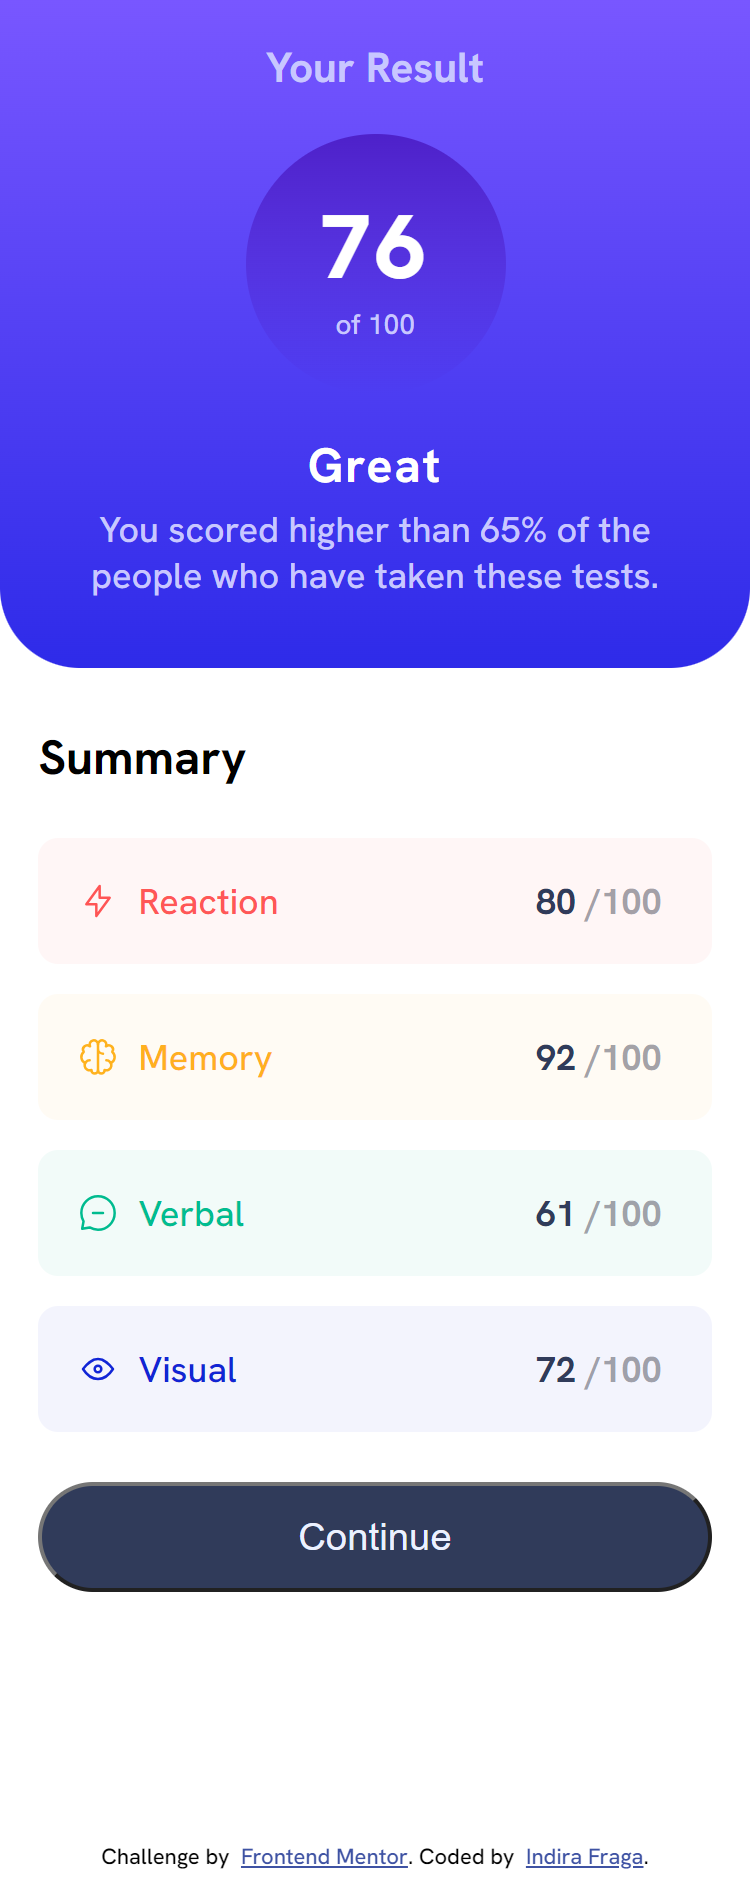 Your Result
76
of 100
Great
You scored higher than 65% of the
people who have taken these tests.
Summary
Reaction 80 /100
Memory 92 /100
Verbal 61 /100
Visual 72 /100
Continue
Challenge by Frontend Mentor. Coded by Indira Fraga.